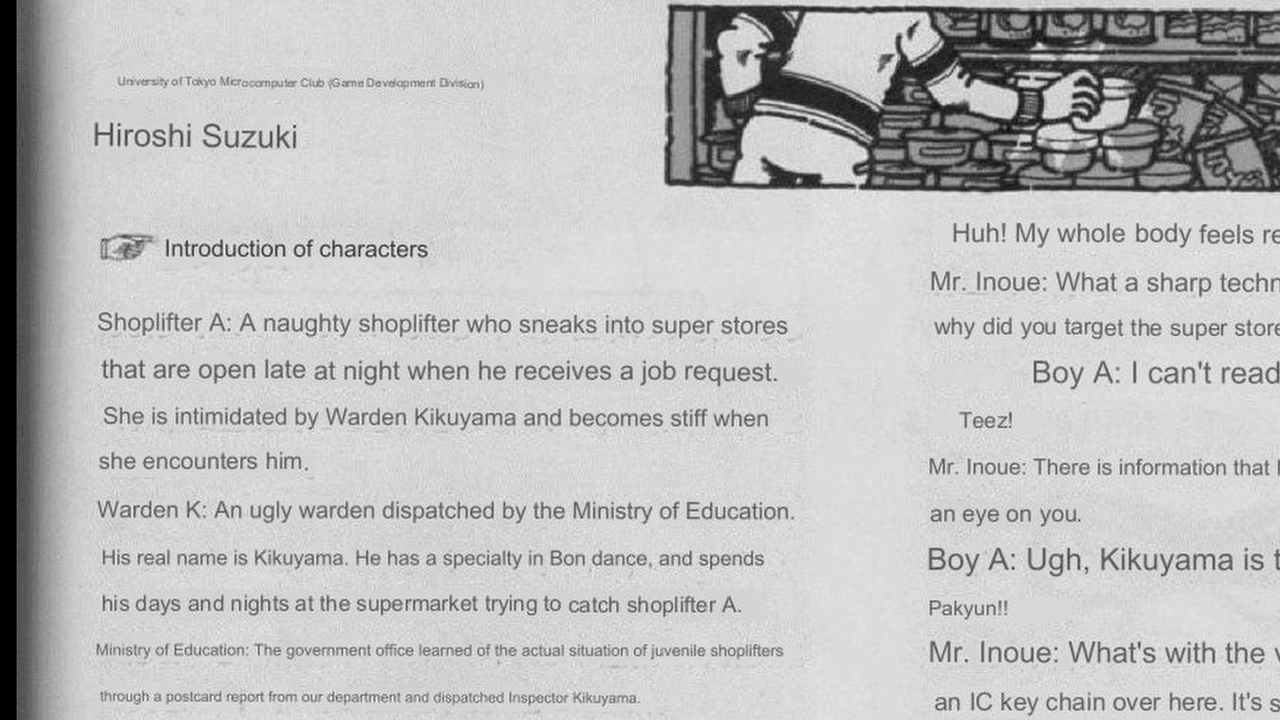 University of Tokyo Microcomputer Club (Game Development Division)
Hiroshi Suzuki
Introduction of characters
Shoplifter A: A naughty shoplifter who sneaks into super stores
that are open late at night when he receives a job request.
She is intimidated by Warden Kikuyama and becomes stiff when
she encounters him.
Warden K: An ugly warden dispatched by the Ministry of Education.
His real name is Kikuyama. He has a specialty in Bon dance, and spends
his days and nights at the supermarket trying to catch shoplifter A.
Ministry of Education: The government office learned of the actual situation of juvenile shoplifters
through a postcard report from our department and dispatched Inspector Kikuyama.
Huh! My whole body feels
Mr. Inoue: What a sharp
why did you target the super
Boy A: I can't read
Teez!
Mr. Inoue: There is information that
an eye on you.
Boy A: Ugh, Kikuyama is
Pakyun!!
Mr. Inoue: What's with the
an IC key chain over here. It's